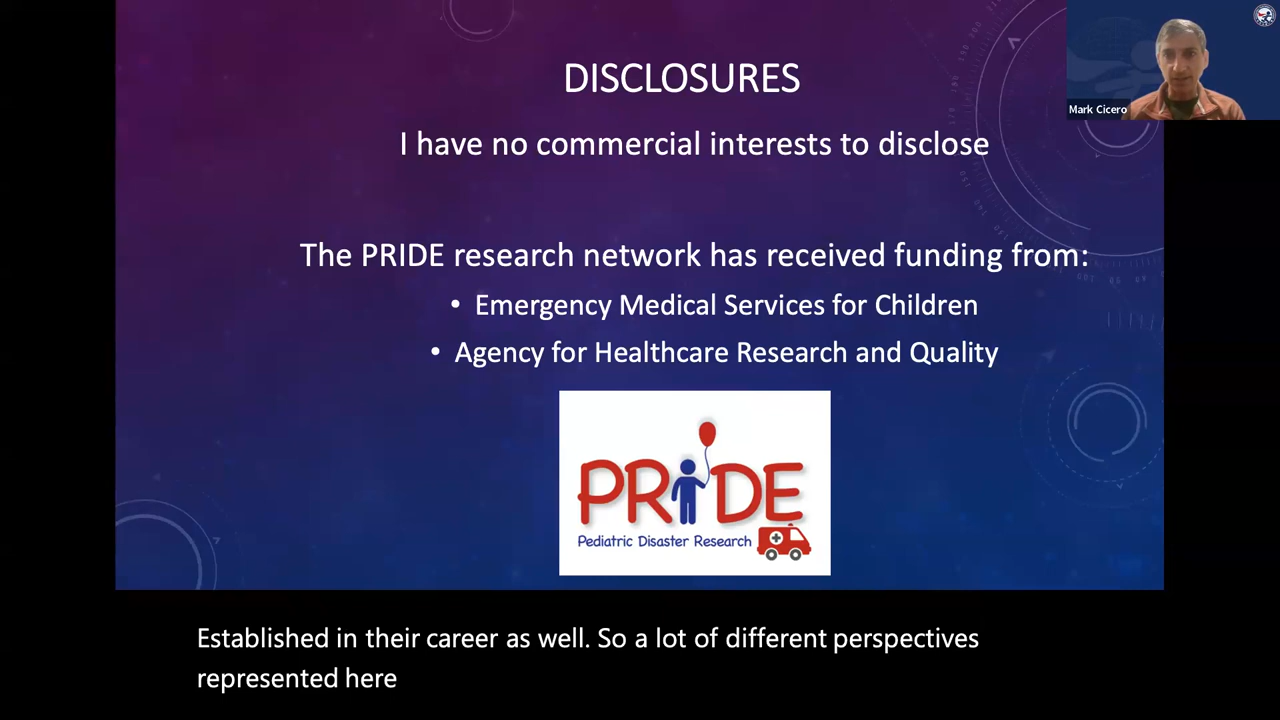 DISCLOSURES
I have no commercial interests to disclose
Mark Cicero
The PRIDE research network has received funding from:
• Emergency Medical Services for Children
• Agency for Healthcare Research and Quality
PRIDE
Pediatric Disaster Research
Established in their career as well. So a lot of different perspectives
represented here